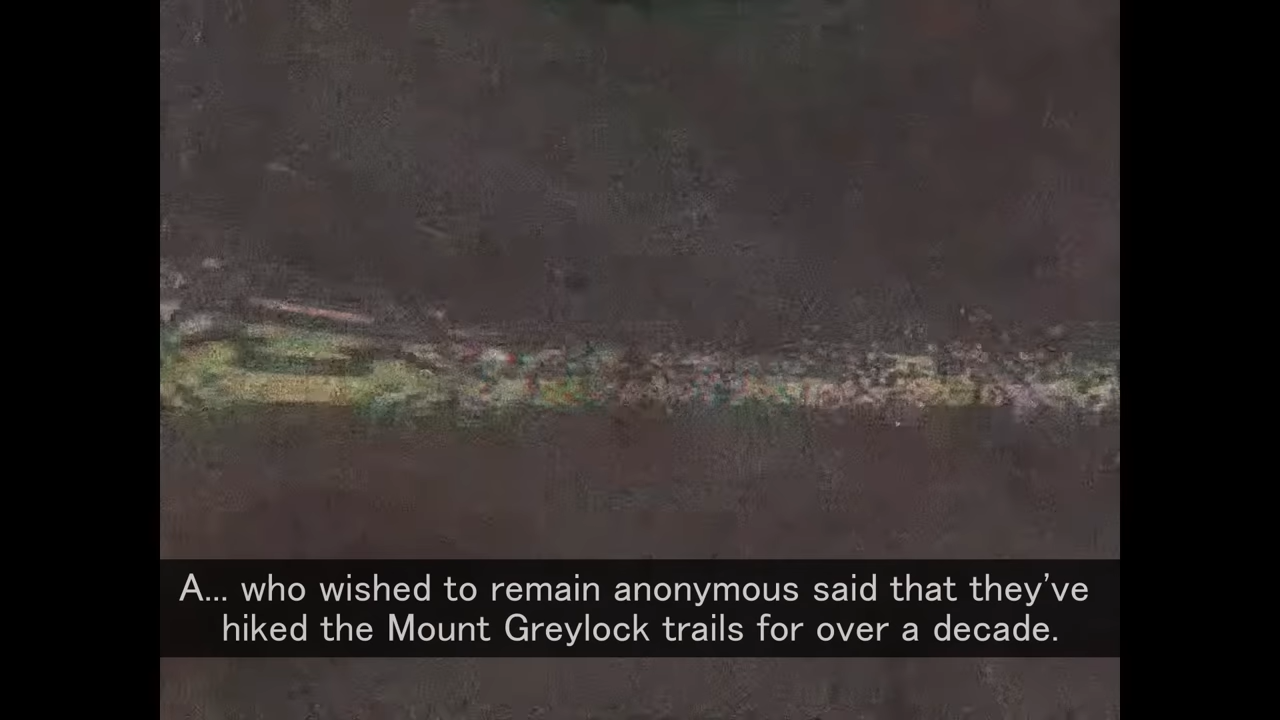 A... who wished to remain anonymous said that they've
hiked the Mount Greylock trails for over a decade.